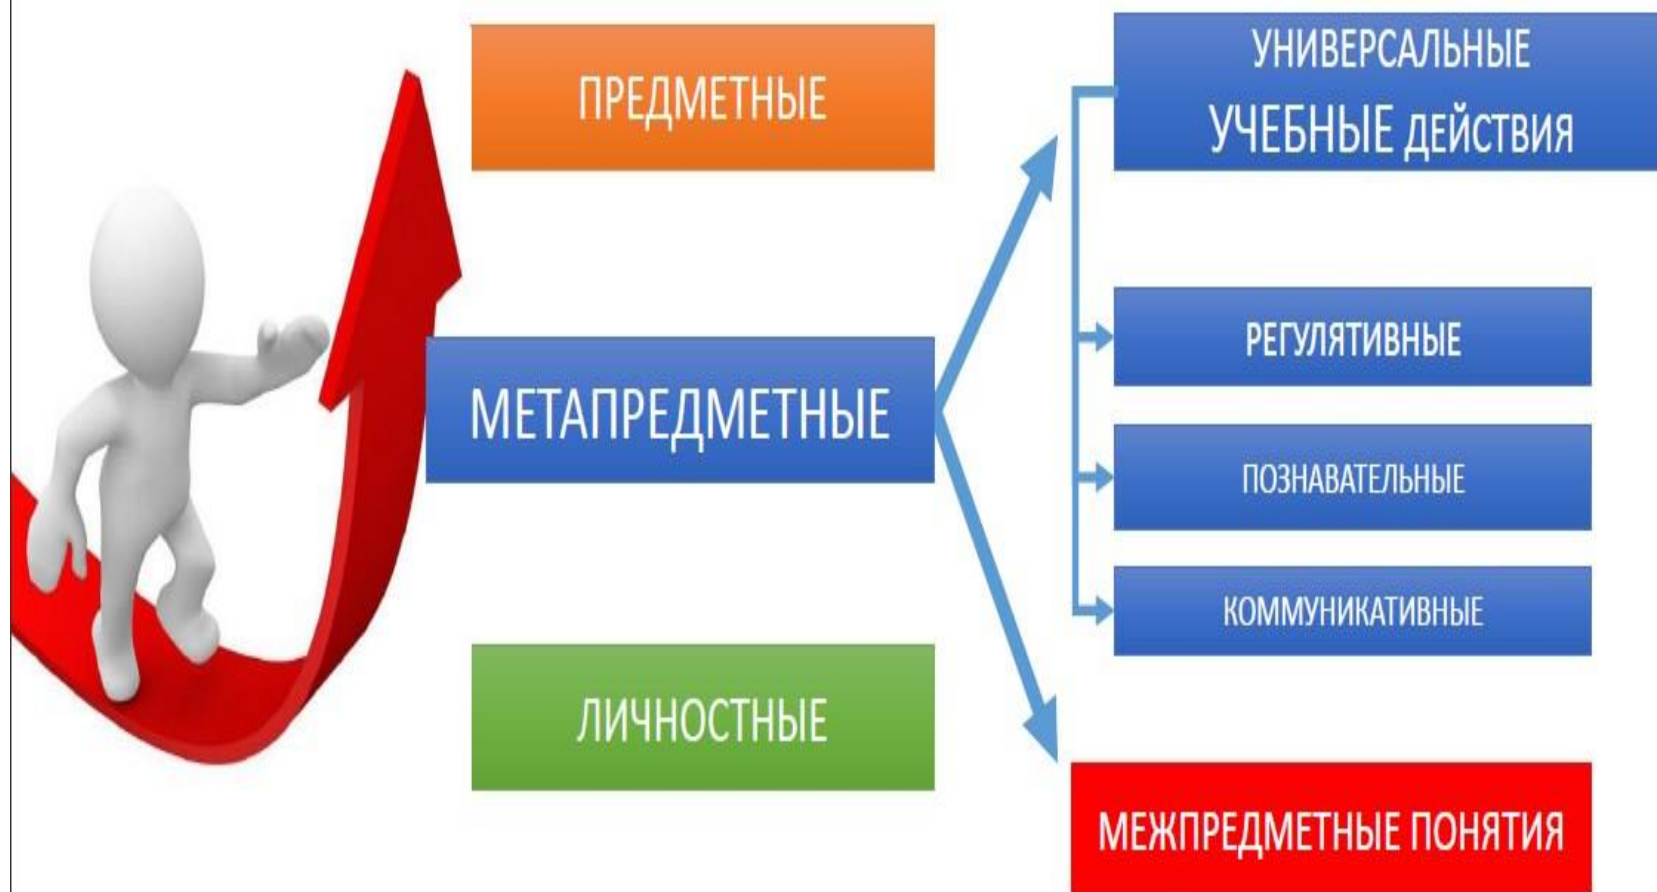 ПРЕДМЕТНЫЕ
МЕТАПРЕДМЕТНЫЕ
ЛИЧНОСТНЫЕ
УНИВЕРСАЛЬНЫЕ
УЧЕБНЫЕ ДЕЙСТВИЯ
РЕГУЛЯТИВНЫЕ
ПОЗНАВАТЕЛЬНЫЕ
КОММУНИКАТИВНЫЕ
МЕЖПРЕДМЕТНЫЕ ПОНЯТИЯ